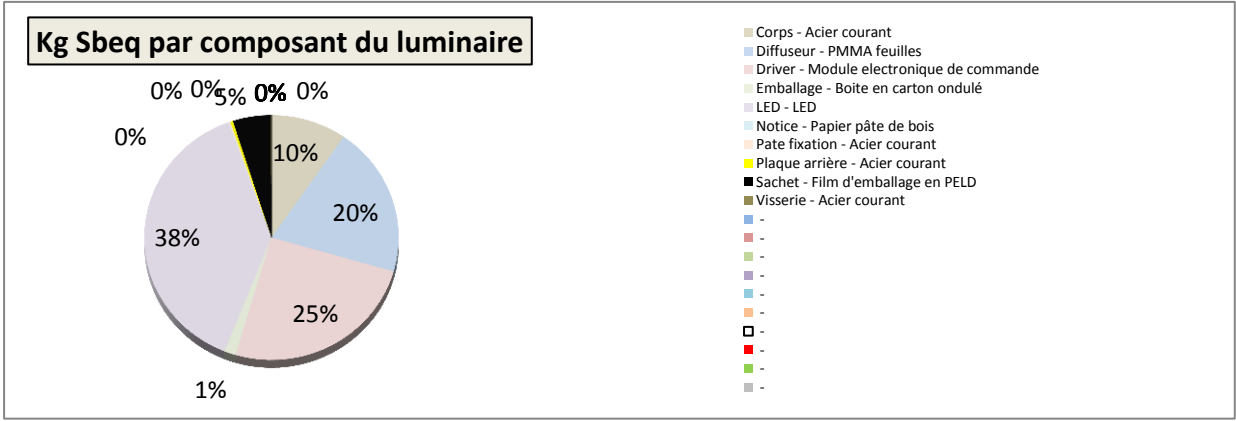 Kg Sbeq par composant du luminaire
0% 0% 5% 0% 0%
0%
10%
20%
38%
25%
1%
Corps - Acier courant
Diffuseur - PMMA feuilles
Driver - Module electronique de commande
Emballage - Boite en carton ondulé
LED - LED
Notice - Papier pâte de bois
Pate fixation - Acier courant
Plaque arrière - Acier courant
Sachet - Film d'emballage en PELD
Visserie - Acier courant
-
-
-
-
-
-
-
-
-
-